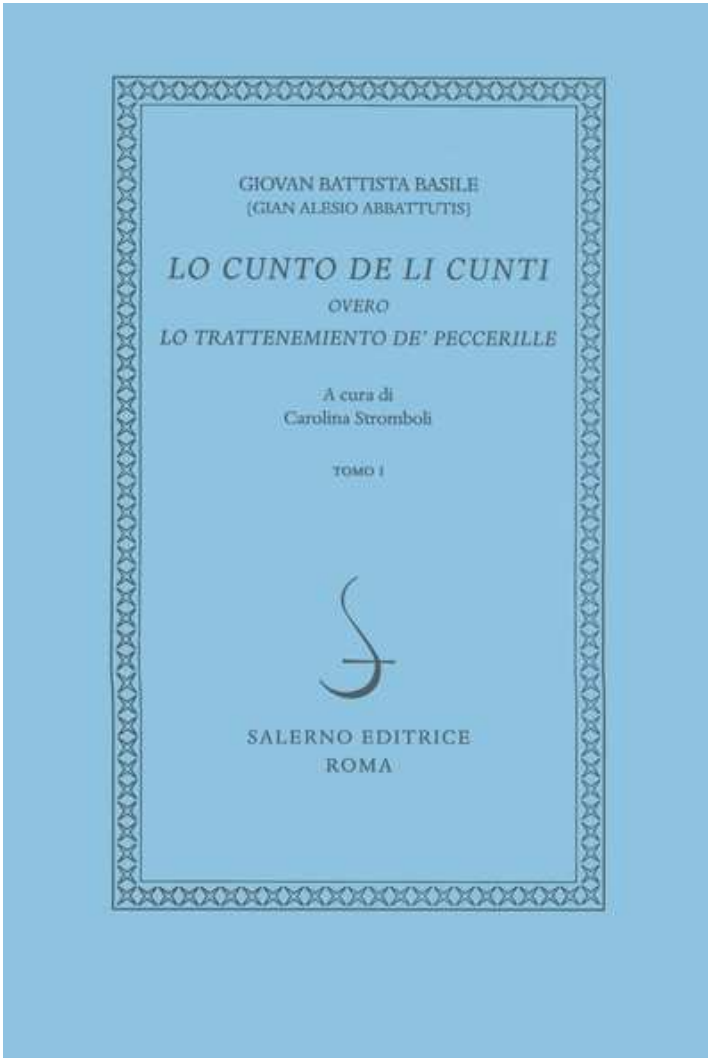 GIOVAN BATTISTA BASILE
[GIAN ALESIO ABBATTUTIS]
LO CUNTO DE LI CUNTI
OVERO
LO TRATTENEMIENTO DE' PECCERILLE
A cura di
Carolina Stromboli
TOMO I
SALERNO EDITRICE
ROMA